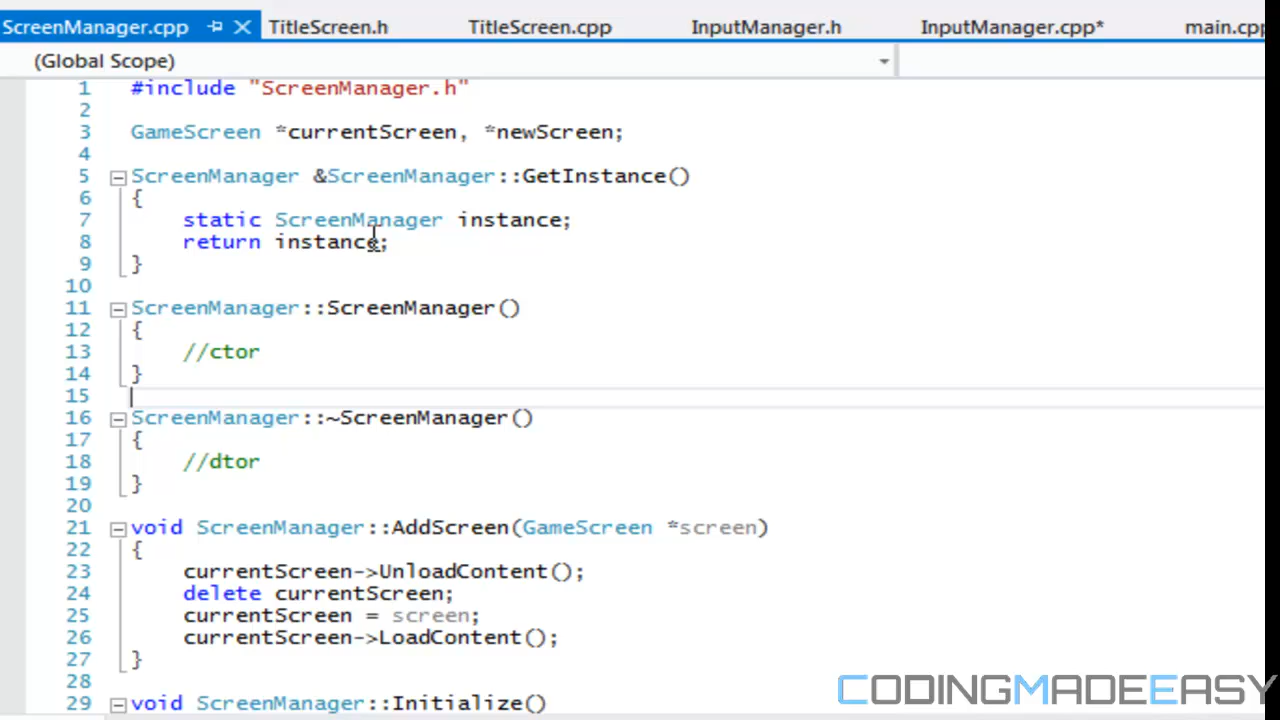 ScreenManager.cpp TitleScreen.h TitleScreen.cpp InputManager.h InputManager.cpp* main.cpp
(Global Scope)
1 #include "ScreenManager.h"
2
3 GameScreen *currentScreen, *newScreen;
4
5 ScreenManager &ScreenManager::GetInstance()
6 {
7 static ScreenManager instance;
8 return instance;
9 }
10
11 ScreenManager::ScreenManager()
12 {
13 //ctor
14 }
15
16 ScreenManager::~ScreenManager()
17 {
18 //dtor
19 }
20
21 void ScreenManager::AddScreen(GameScreen *screen)
22 {
23 currentScreen->UnloadContent();
24 delete currentScreen;
25 currentScreen = screen;
26 currentScreen->LoadContent();
27 }
28
29 void ScreenManager::Initialize()
CODINGMADEEASY